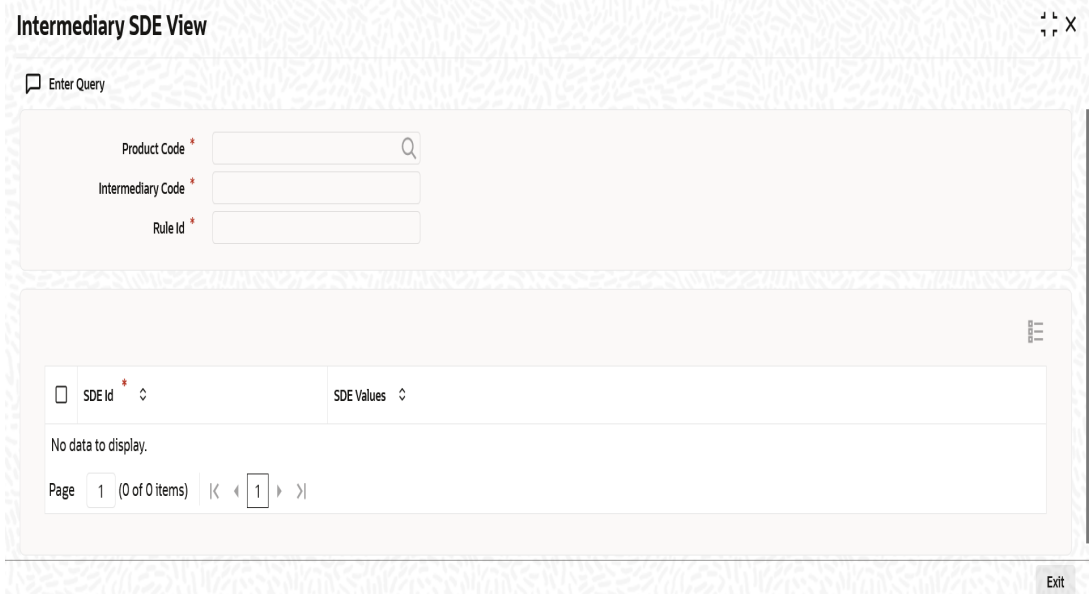 Intermediary SDE View
Enter Query
Product Code *
Intermediary Code *
Rule Id *
SDE Id * SDE Values
No data to display.
Page 1 (0 of 0 items) 1
Exit